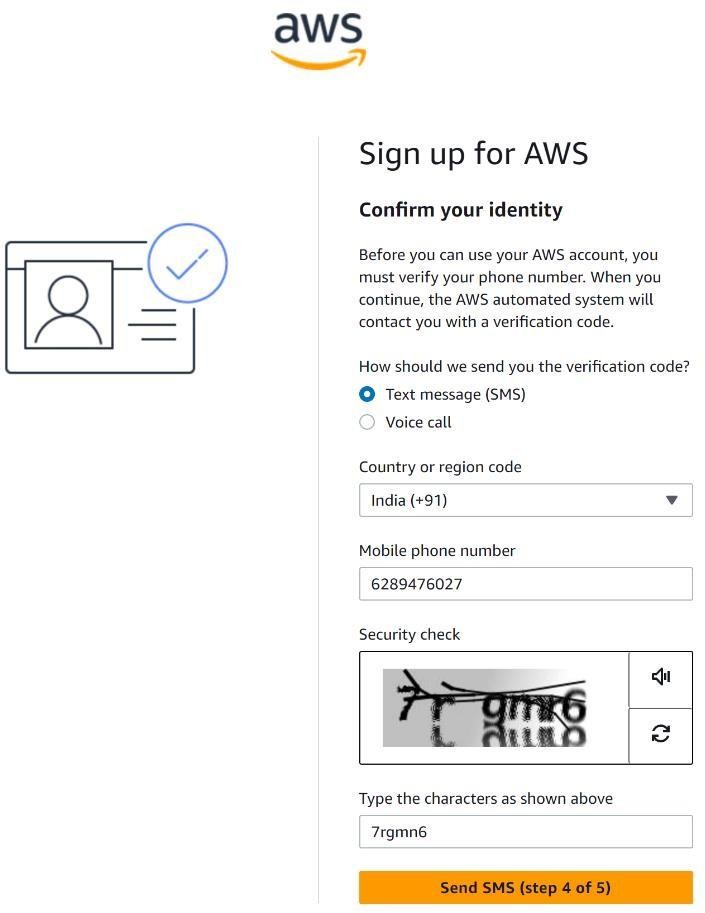 aws
Sign up for AWS
Confirm your identity
Before you can use your AWS account, you
must verify your phone number. When you
continue, the AWS automated system will
contact you with a verification code.
How should we send you the verification code?
Text message (SMS)
Voice call
Country or region code
India (+91)
Mobile phone number
6289476027
Security check
Type the characters as shown above
7rgmn6
Send SMS (step 4 of 5)